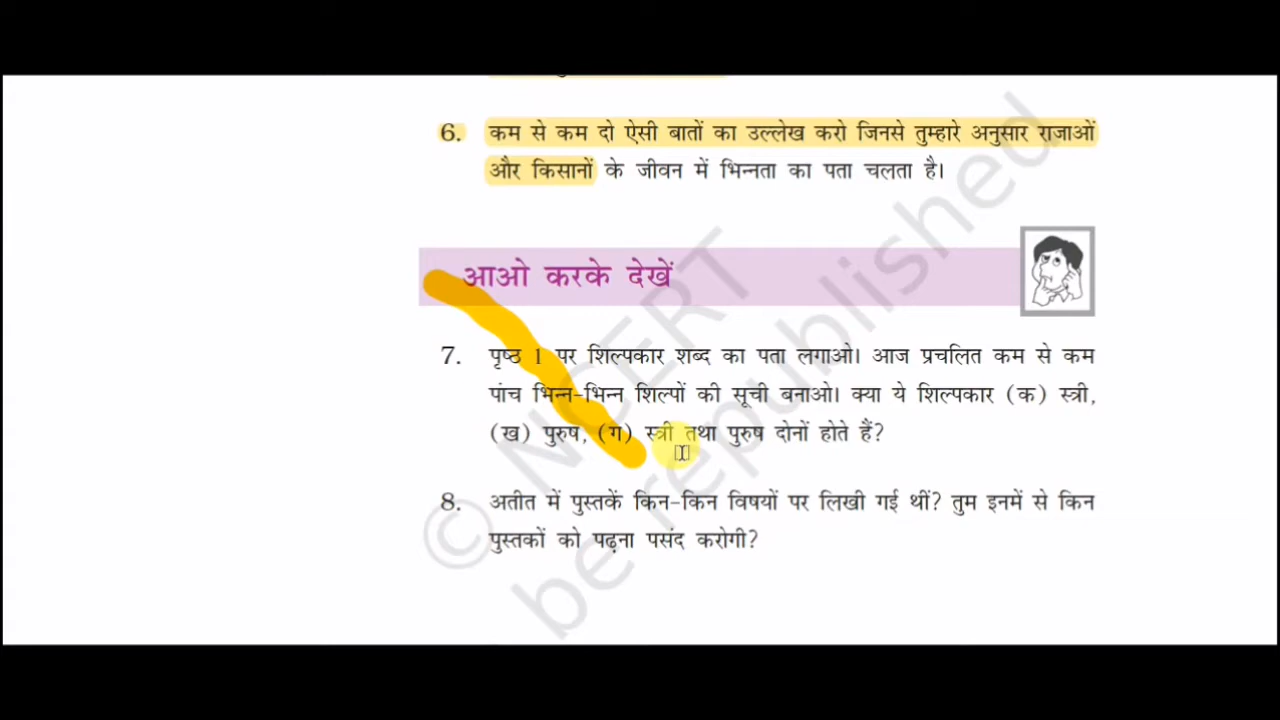 6. कम से कम दो ऐसी बातों का उल्लेख करो जिनसे तुम्हारे अनुसार राजाओं
और किसानों के जीवन में भिन्नता का पता चलता है।
आओ करके देखें
7. पृष्ठ 1 पर शिल्पकार शब्द का पता लगाओ। आज प्रचलित कम से कम
पांच भिन्न-भिन्न शिल्पों की सूची बनाओ। क्या ये शिल्पकार (क) स्त्री,
(ख) पुरुष, (ग) स्त्री तथा पुरुष दोनों होते हैं?
8. अतीत में पुस्तकें किन-किन विषयों पर लिखी गई थीं? तुम इनमें से किन
पुस्तकों को पढ़ना पसंद करोगी?
© NCERT
be republished